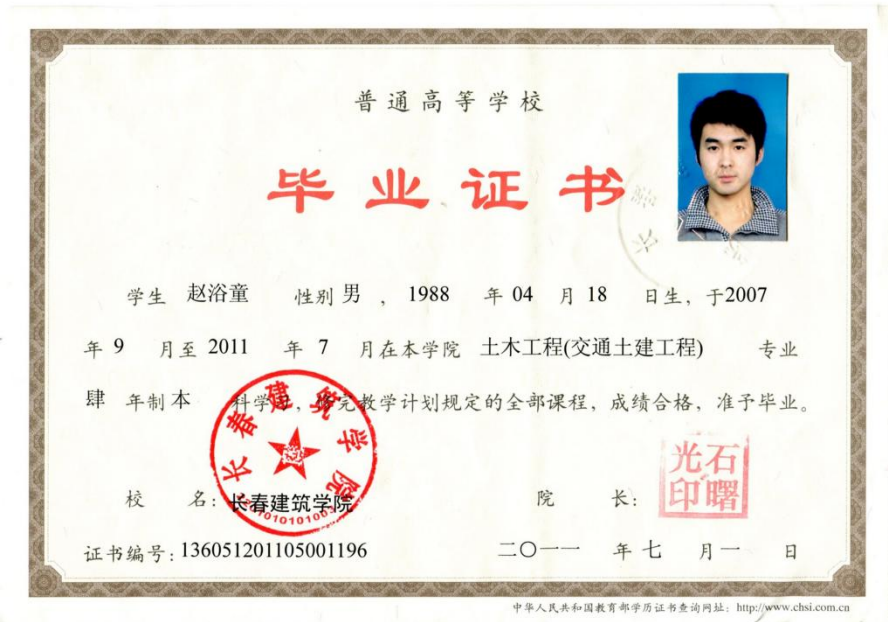 普通高等学校
毕业证书
学生 赵浴童 性别 男 ，1988 年 04 月 18 日生，于2007
年 9 月至 2011 年 7 月在本学院 土木工程(交通土建工程) 专业
肆 年制 本 科学习，修完教学计划规定的全部课程，成绩合格，准予毕业。
长春建筑学院
光石
印曙
校 名：长春建筑学院 院 长：
证书编号：136051201105001196 二〇一一 年 七 月 一 日
中华人民共和国教育部学历证书查询网址：http://www.chsi.com.cn